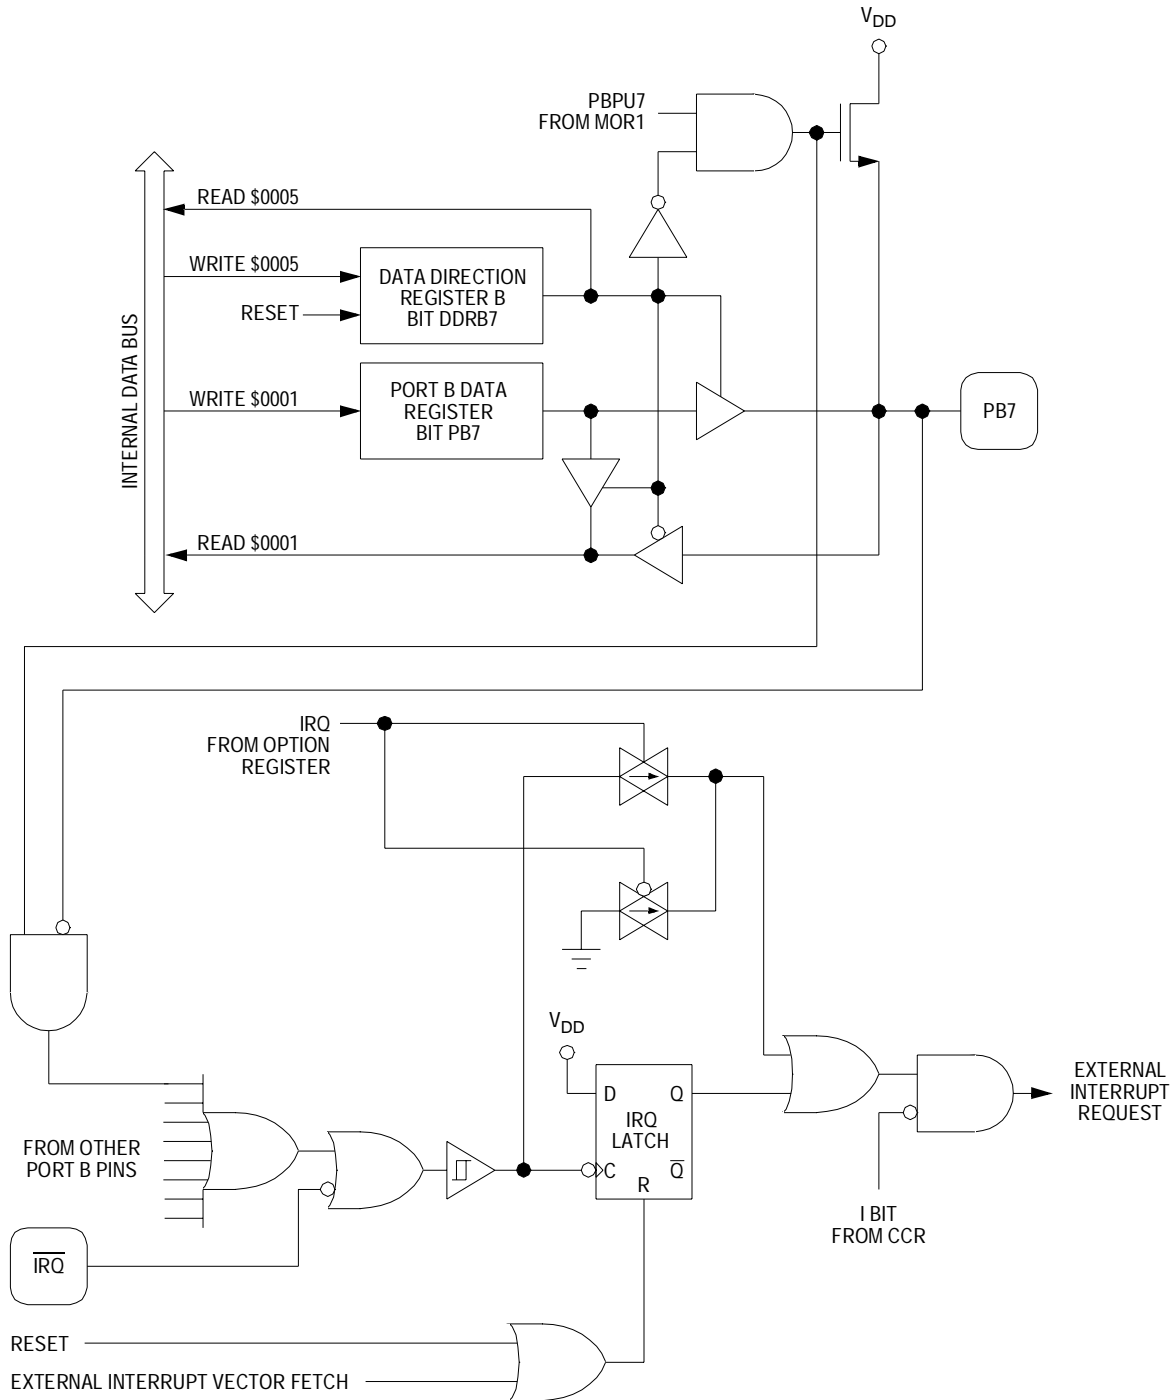 VDD
PBPU7
FROM MOR1
READ $0005
WRITE $0005
DATA DIRECTION
REGISTER B
BIT DDRB7
RESET
INTERNAL DATA BUS
WRITE $0001
PORT B DATA
REGISTER
BIT PB7
PB7
READ $0001
IRQ
FROM OPTION
REGISTER
VDD
D
Q
IRQ
LATCH
C
Q̅
R
EXTERNAL
INTERRUPT
REQUEST
FROM OTHER
PORT B PINS
I BIT
FROM CCR
I̅R̅Q̅
RESET
EXTERNAL INTERRUPT VECTOR FETCH